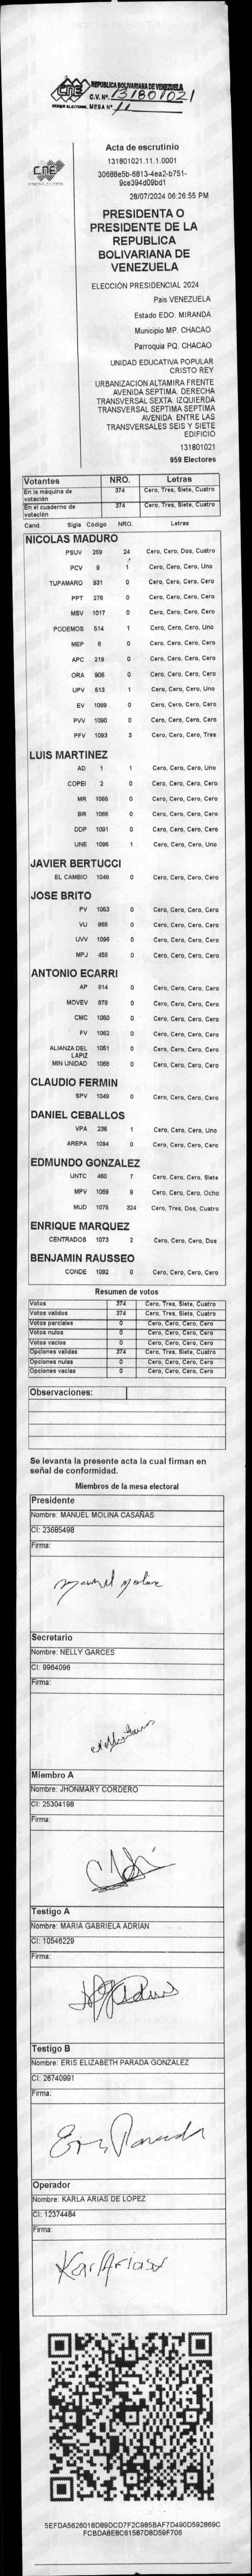 CNE
REPUBLICA BOLIVARIANA DE VENEZUELA
C.V. Nº. 131801021
PODER ELECTORAL MESA Nº 11
CNE
Acta de escrutinio
131801021.11.1.0001
30688e5b-6813-4ea2-b751-
9ce394d09bd1
28/07/2024 06:26:55 PM
PRESIDENTA O
PRESIDENTE DE LA
REPUBLICA
BOLIVARIANA DE
VENEZUELA
ELECCIÓN PRESIDENCIAL 2024
Pais VENEZUELA
Estado EDO. MIRANDA
Municipio MP. CHACAO
Parroquia PQ. CHACAO
UNIDAD EDUCATIVA POPULAR
CRISTO REY
URBANIZACION ALTAMIRA FRENTE
AVENIDA SEPTIMA. DERECHA
TRANSVERSAL SEXTA. IZQUIERDA
TRANSVERSAL SEPTIMA SEPTIMA
AVENIDA ENTRE LAS
TRANSVERSALES SEIS Y SIETE
EDIFICIO
131801021
959 Electores
Votantes NRO. Letras
En la máquina de votación 374 Cero, Tres, Siete, Cuatro
En el cuaderno de votación 374 Cero, Tres, Siete, Cuatro
Cand. Sigla Código NRO. Letras
NICOLAS MADURO
PSUV 269 24 Cero, Cero, Dos, Cuatro
PCV 9 1 Cero, Cero, Cero, Uno
TUPAMARO 931 0 Cero, Cero, Cero, Cero
PPT 276 0 Cero, Cero, Cero, Cero
MSV 1017 0 Cero, Cero, Cero, Cero
PODEMOS 514 1 Cero, Cero, Cero, Uno
MEP 6 0 Cero, Cero, Cero, Cero
APC 219 0 Cero, Cero, Cero, Cero
ORA 906 0 Cero, Cero, Cero, Cero
UPV 513 1 Cero, Cero, Cero, Uno
EV 1089 0 Cero, Cero, Cero, Cero
PVV 1090 0 Cero, Cero, Cero, Cero
PFV 1093 3 Cero, Cero, Cero, Tres
LUIS MARTINEZ
AD 1 1 Cero, Cero, Cero, Uno
COPEI 2 0 Cero, Cero, Cero, Cero
MR 1065 0 Cero, Cero, Cero, Cero
BR 1066 0 Cero, Cero, Cero, Cero
DDP 1091 0 Cero, Cero, Cero, Cero
UNE 1095 1 Cero, Cero, Cero, Uno
JAVIER BERTUCCI
EL CAMBIO 1048 0 Cero, Cero, Cero, Cero
JOSE BRITO
PV 1053 0 Cero, Cero, Cero, Cero
VU 868 0 Cero, Cero, Cero, Cero
UVV 1096 0 Cero, Cero, Cero, Cero
MPJ 458 0 Cero, Cero, Cero, Cero
ANTONIO ECARRI
AP 914 0 Cero, Cero, Cero, Cero
MOVEV 978 0 Cero, Cero, Cero, Cero
CMC 1050 0 Cero, Cero, Cero, Cero
FV 1062 0 Cero, Cero, Cero, Cero
ALIANZA DEL LAPIZ 1051 0 Cero, Cero, Cero, Cero
MIN UNIDAD 1068 0 Cero, Cero, Cero, Cero
CLAUDIO FERMIN
SPV 1049 0 Cero, Cero, Cero, Cero
DANIEL CEBALLOS
VPA 236 1 Cero, Cero, Cero, Uno
AREPA 1094 0 Cero, Cero, Cero, Cero
EDMUNDO GONZALEZ
UNTC 460 7 Cero, Cero, Cero, Siete
MPV 1069 8 Cero, Cero, Cero, Ocho
MUD 1076 324 Cero, Tres, Dos, Cuatro
ENRIQUE MARQUEZ
CENTRADOS 1073 2 Cero, Cero, Cero, Dos
BENJAMIN RAUSSEO
CONDE 1092 0 Cero, Cero, Cero, Cero
Resumen de votos
Votos 374 Cero, Tres, Siete, Cuatro
Votos validos 374 Cero, Tres, Siete, Cuatro
Votos parciales 0 Cero, Cero, Cero, Cero
Votos nulos 0 Cero, Cero, Cero, Cero
Votos vacios 0 Cero, Cero, Cero, Cero
Opciones validas 374 Cero, Tres, Siete, Cuatro
Opciones nulas 0 Cero, Cero, Cero, Cero
Opciones vacias 0 Cero, Cero, Cero, Cero
Observaciones:
Se levanta la presente acta la cual firman en
señal de conformidad.
Miembros de la mesa electoral
Presidente
Nombre: MANUEL MOLINA CASAÑAS
CI: 23685498
Firma:
Manuel Molina
Secretario
Nombre: NELLY GARCES
CI: 9964096
Firma:
Miembro A
Nombre: JHONMARY CORDERO
CI: 25304198
Firma:
Testigo A
Nombre: MARIA GABRIELA ADRIAN
CI: 10546229
Firma:
Testigo B
Nombre: ERIS ELIZABETH PARADA GONZALEZ
CI: 26740991
Firma:
Eris Parada
Operador
Nombre: KARLA ARIAS DE LOPEZ
CI: 12374484
Firma:
Karl Arias
5EFDA5626018D89DCD7F2C985BAF7D490D592869C
FCBDA8E8C61587D8D59F706